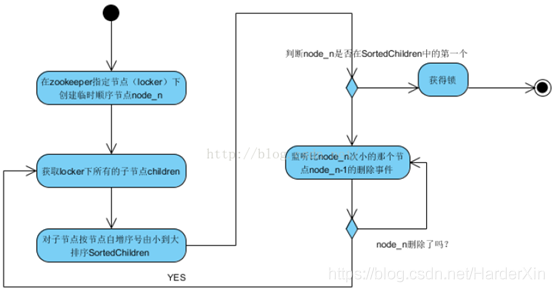 在zookeeper指定节点（locker）下
创建临时顺序节点node_n
获取locker下所有的子节点children
对子节点按节点自增序号由小到大
排序SortedChildren
YES
判断node_n是否在SortedChildren中的第一个
获得锁
监听比node_n次小的那个节
点node_n-1的删除事件
node_n删除了吗？
http://blog.
https://blog.csdn.net/HarderXin